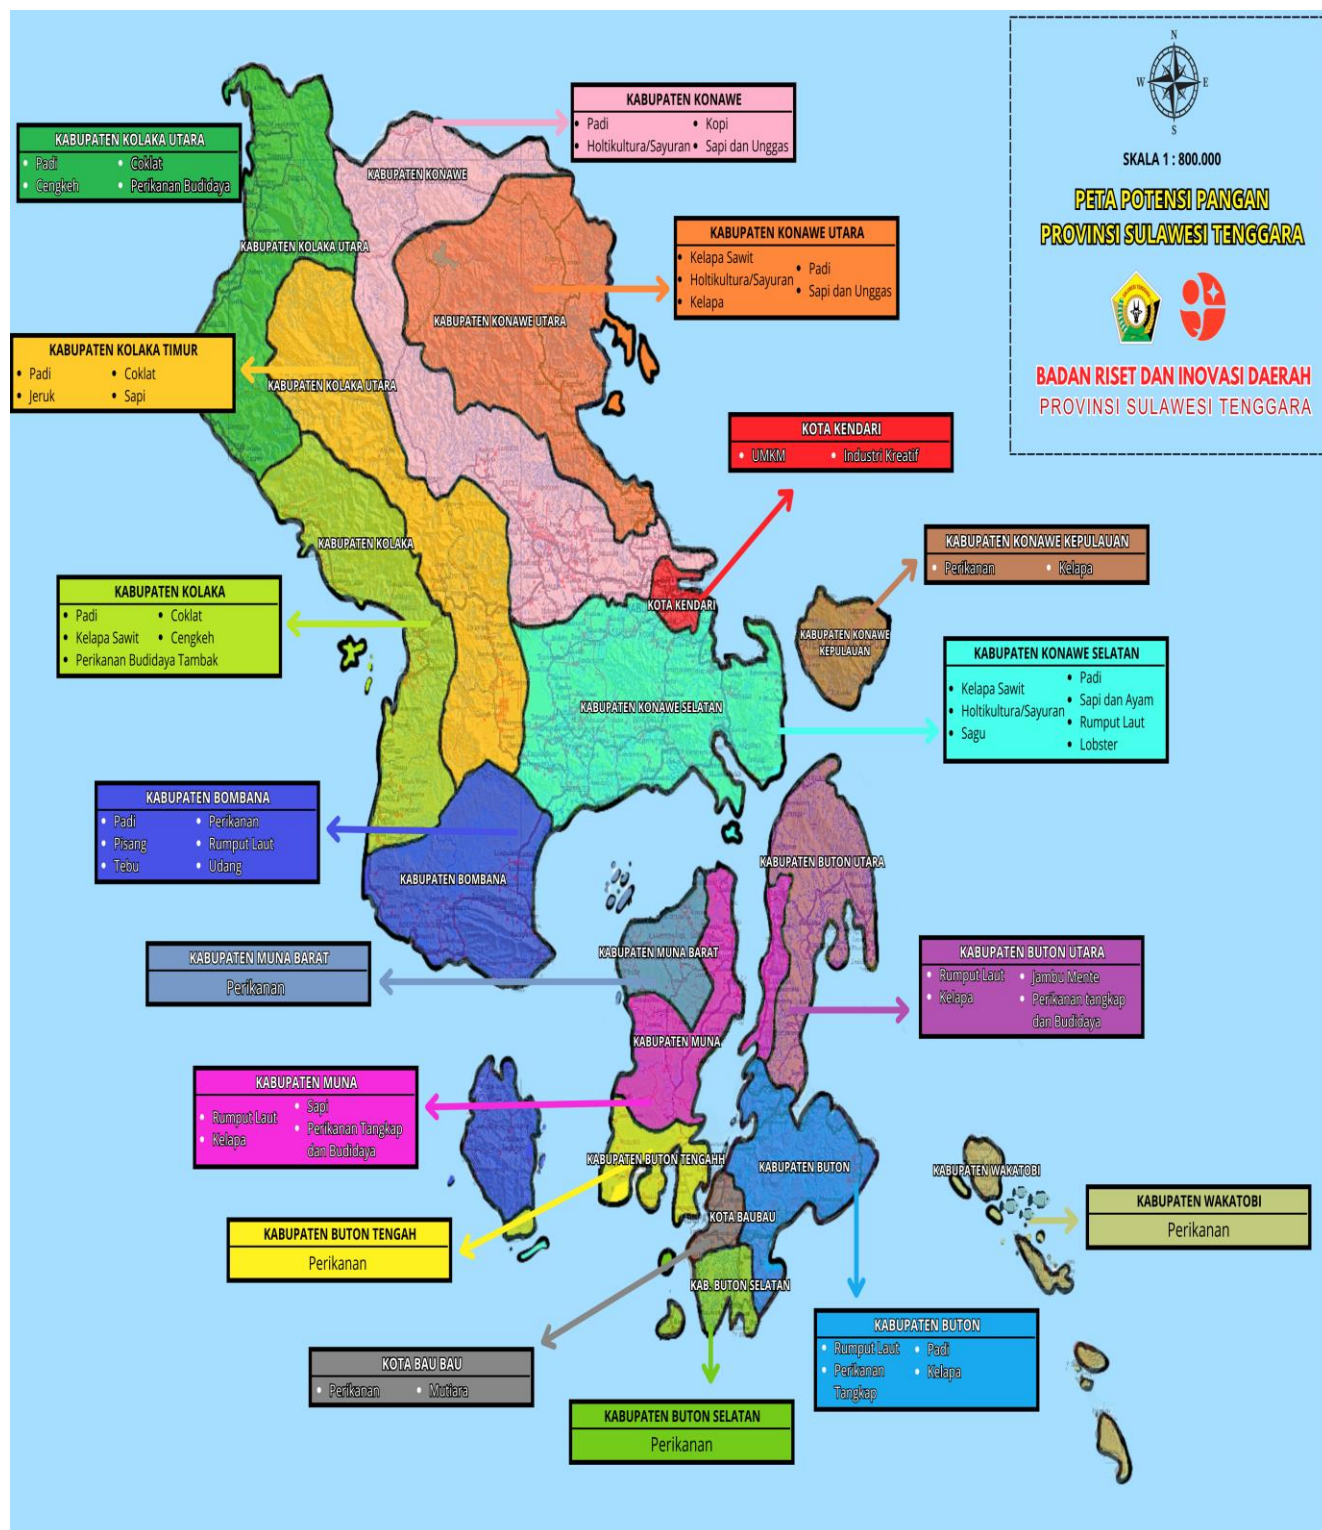 N
W
E
S
SKALA 1 : 800.000
PETA POTENSI PANGAN
PROVINSI SULAWESI TENGGARA
BADAN RISET DAN INOVASI DAERAH
PROVINSI SULAWESI TENGGARA
KABUPATEN KONAWE
• Padi
• Holtikultura/Sayuran
• Kopi
• Sapi dan Unggas
KABUPATEN KOLAKA UTARA
• Padi
• Cengkeh
• Coklat
• Perikanan Budidaya
KABUPATEN KONAWE UTARA
• Kelapa Sawit
• Holtikultura/Sayuran
• Kelapa
• Padi
• Sapi dan Unggas
KABUPATEN KOLAKA TIMUR
• Padi
• Jeruk
• Coklat
• Sapi
KOTA KENDARI
• UMKM
• Industri Kreatif
KABUPATEN KONAWE KEPULAUAN
• Perikanan
• Kelapa
KABUPATEN KOLAKA
• Padi
• Kelapa Sawit
• Perikanan Budidaya Tambak
• Coklat
• Cengkeh
KABUPATEN KONAWE SELATAN
• Kelapa Sawit
• Holtikultura/Sayuran
• Sagu
• Padi
• Sapi dan Ayam
• Rumput Laut
• Lobster
KABUPATEN BOMBANA
• Padi
• Pisang
• Tebu
• Perikanan
• Rumput Laut
• Udang
KABUPATEN MUNA BARAT
Perikanan
KABUPATEN BUTON UTARA
• Rumput Laut
• Kelapa
• Jambu Mente
• Perikanan tangkap
dan Budidaya
KABUPATEN MUNA
• Rumput Laut
• Kelapa
• Sapi
• Perikanan Tangkap
dan Budidaya
KABUPATEN WAKATOBI
Perikanan
KABUPATEN BUTON TENGAH
Perikanan
KABUPATEN BUTON
• Rumput Laut
• Perikanan
Tangkap
• Padi
• Kelapa
KOTA BAU BAU
• Perikanan
• Mutiara
KABUPATEN BUTON SELATAN
Perikanan
KABUPATEN KONAWE
KABUPATEN KOLAKA UTARA
KABUPATEN KONAWE UTARA
KABUPATEN KOLAKA UTARA
KABUPATEN KOLAKA
KOTA KENDARI
KABUPATEN KONAWE
KEPULAUAN
KABUPATEN KONAWE SELATAN
KABUPATEN BUTON UTARA
KABUPATEN BOMBANA
KABUPATEN MUNA BARAT
KABUPATEN MUNA
KABUPATEN BUTON TENGAHH
KABUPATEN BUTON
KABUPATEN WAKATOBI
KOTA BAUBAU
KAB. BUTON SELATAN